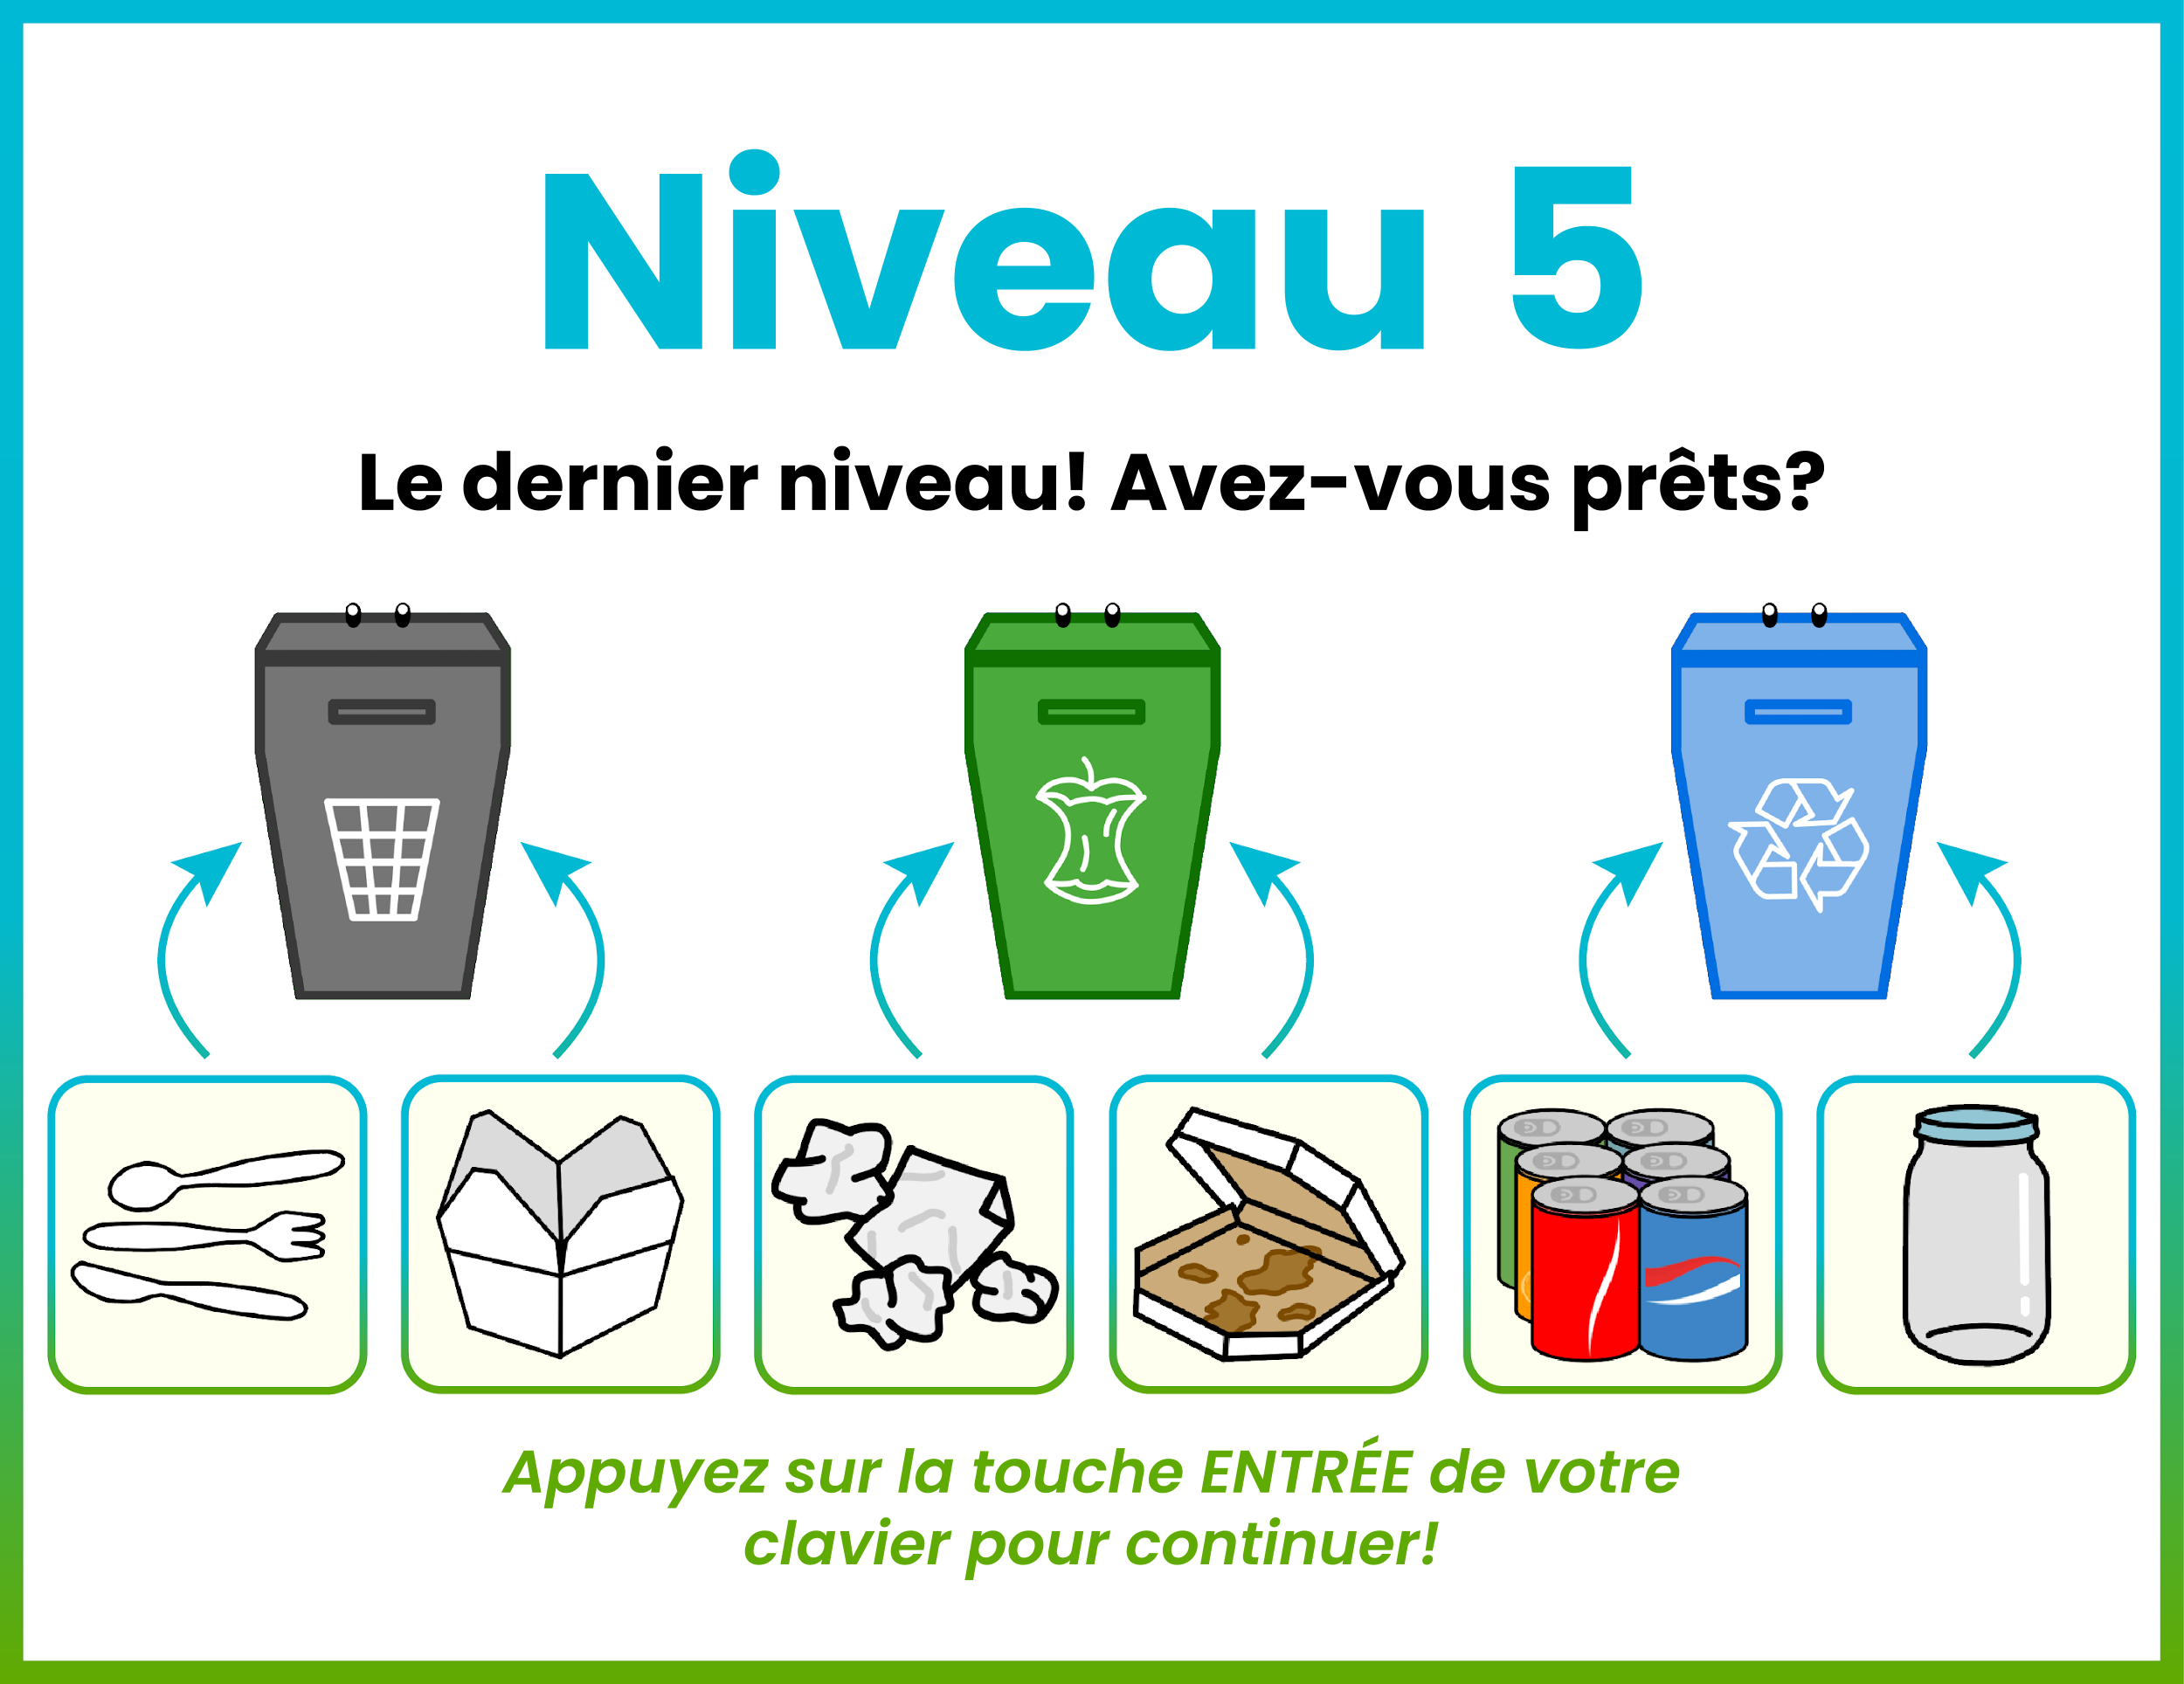 Niveau 5
Le dernier niveau! Avez-vous prêts?
Appuyez sur la touche ENTRÉE de votre
clavier pour continuer!